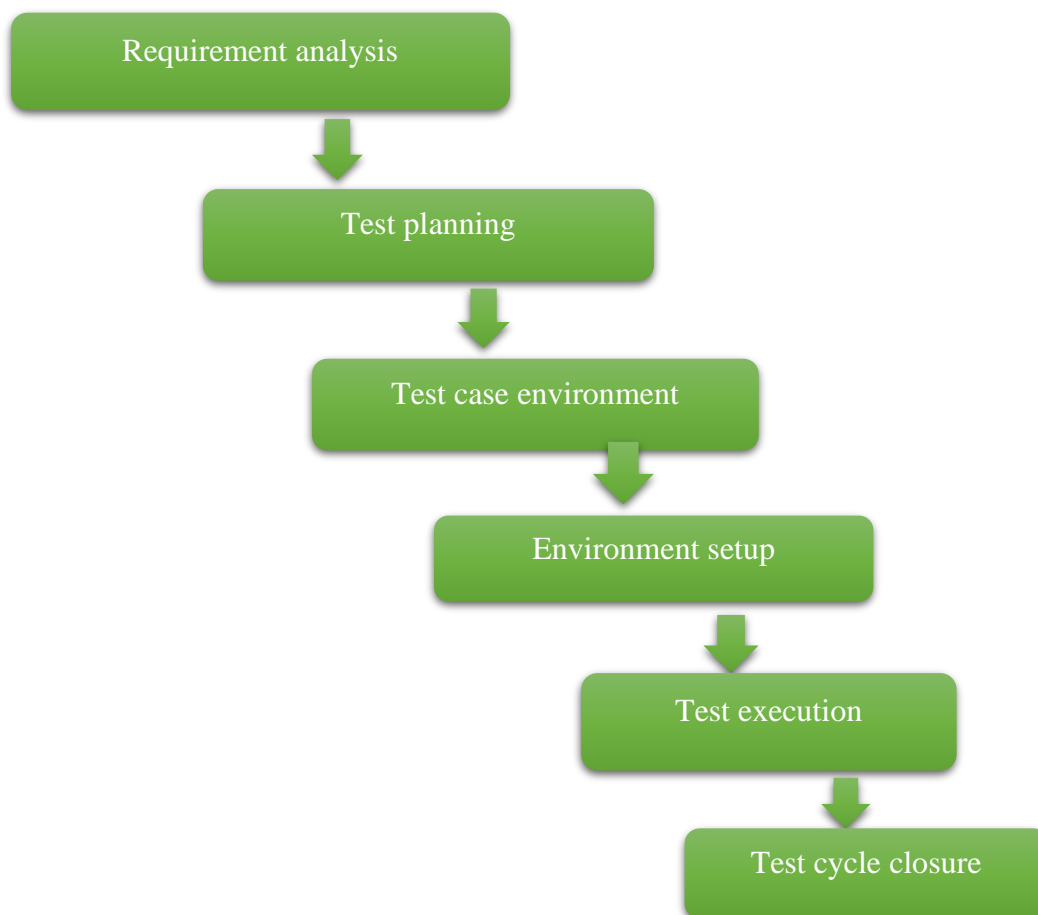 Requirement analysis
Test planning
Test case environment
Environment setup
Test execution
Test cycle closure